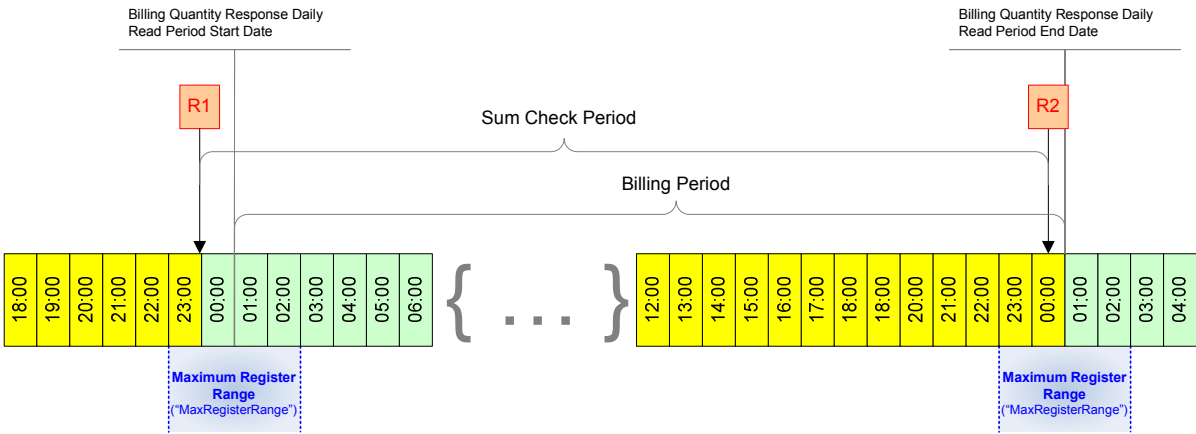 Billing Quantity Response Daily
Read Period Start Date
Billing Quantity Response Daily
Read Period End Date
R1
R2
Sum Check Period
Billing Period
18:00
19:00
20:00
21:00
22:00
23:00
00:00
01:00
02:00
03:00
04:00
05:00
06:00
{ ... }
12:00
13:00
14:00
15:00
16:00
17:00
18:00
18:00
20:00
21:00
22:00
23:00
00:00
01:00
02:00
03:00
04:00
Maximum Register
Range
("MaxRegisterRange")
Maximum Register
Range
("MaxRegisterRange")